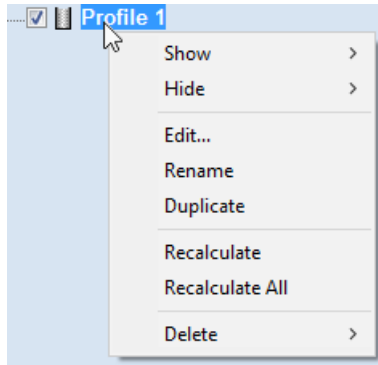 Profile 1
Show
Hide
Edit...
Rename
Duplicate
Recalculate
Recalculate All
Delete